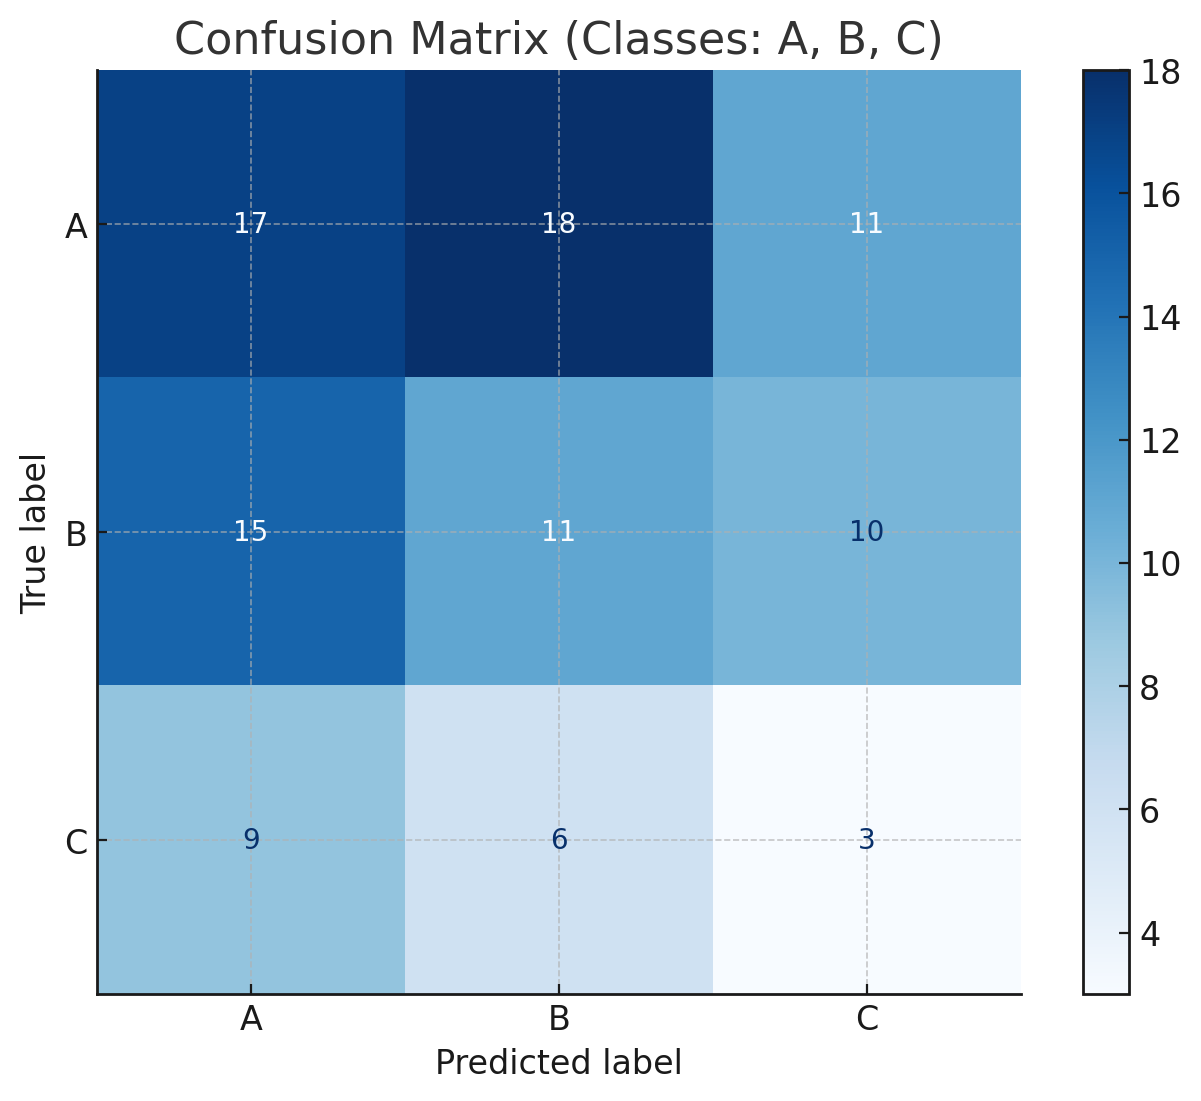 Confusion Matrix (Classes: A, B, C)
True label
A 17 18 11
B 15 11 10
C 9 6 3
A B C
Predicted label
18
16
14
12
10
8
6
4